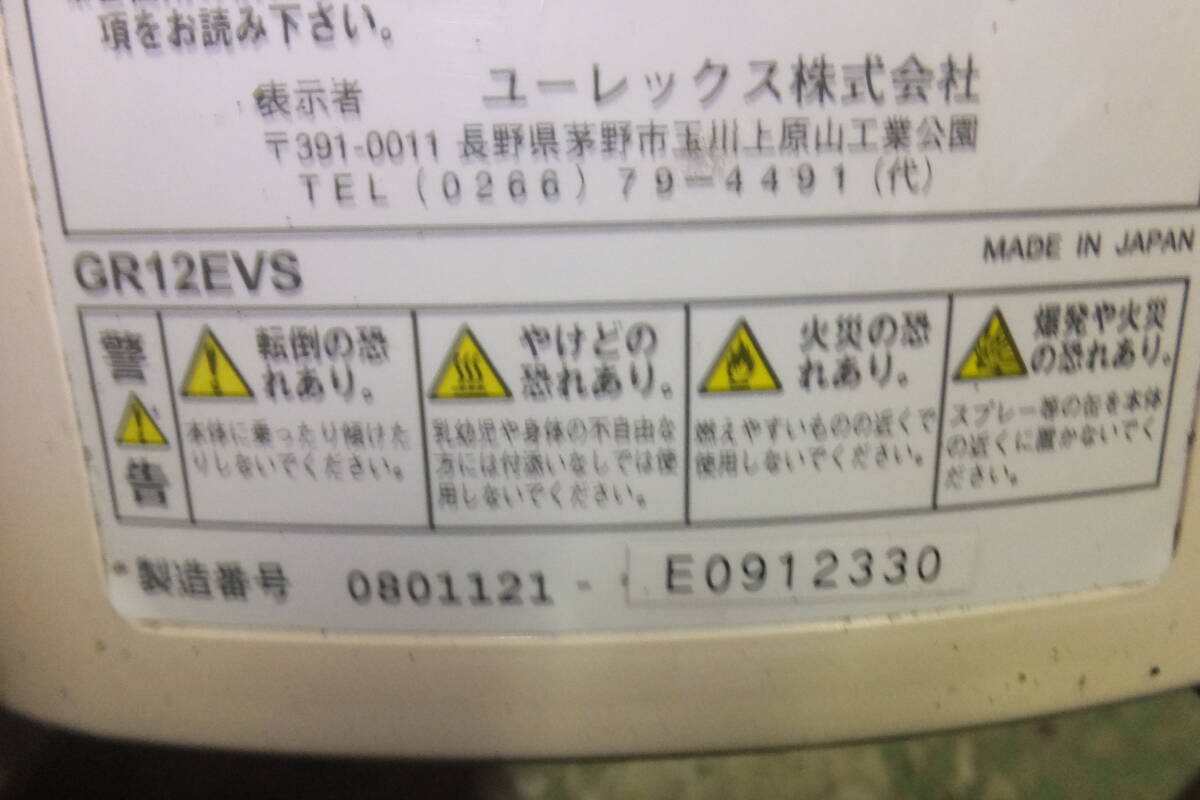 項をお読み下さい。
表示者 ユーレックス株式会社
〒391-0011 長野県茅野市玉川上原山工業公園
TEL (0266) 79-4491 (代)
GR12EVS MADE IN JAPAN
警告
転倒の恐
れあり。
本体に乗ったり傾けた
りしないでください。
やけどの
恐れあり。
乳幼児や身体の不自由な
方には付添いなしでは使
用しないでください。
火災の恐
れあり。
燃えやすいものの近くで
使用しないでください。
爆発や火災
の恐れあり。
スプレー等の缶を本体
の近くに置かないでく
ださい。
製造番号 0801121 - E0912330